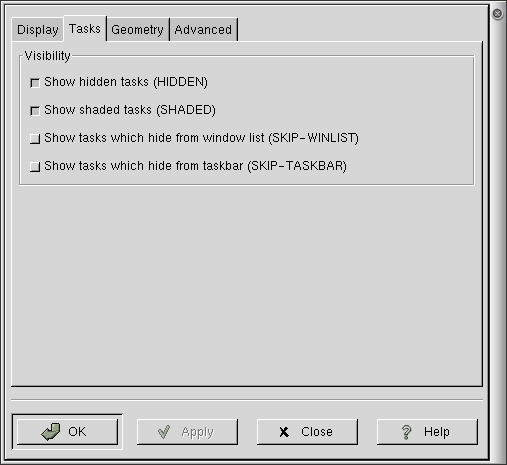 Display Tasks Geometry Advanced
Visibility
Show hidden tasks (HIDDEN)
Show shaded tasks (SHADED)
Show tasks which hide from window list (SKIP-WINLIST)
Show tasks which hide from taskbar (SKIP-TASKBAR)
OK Apply Close Help